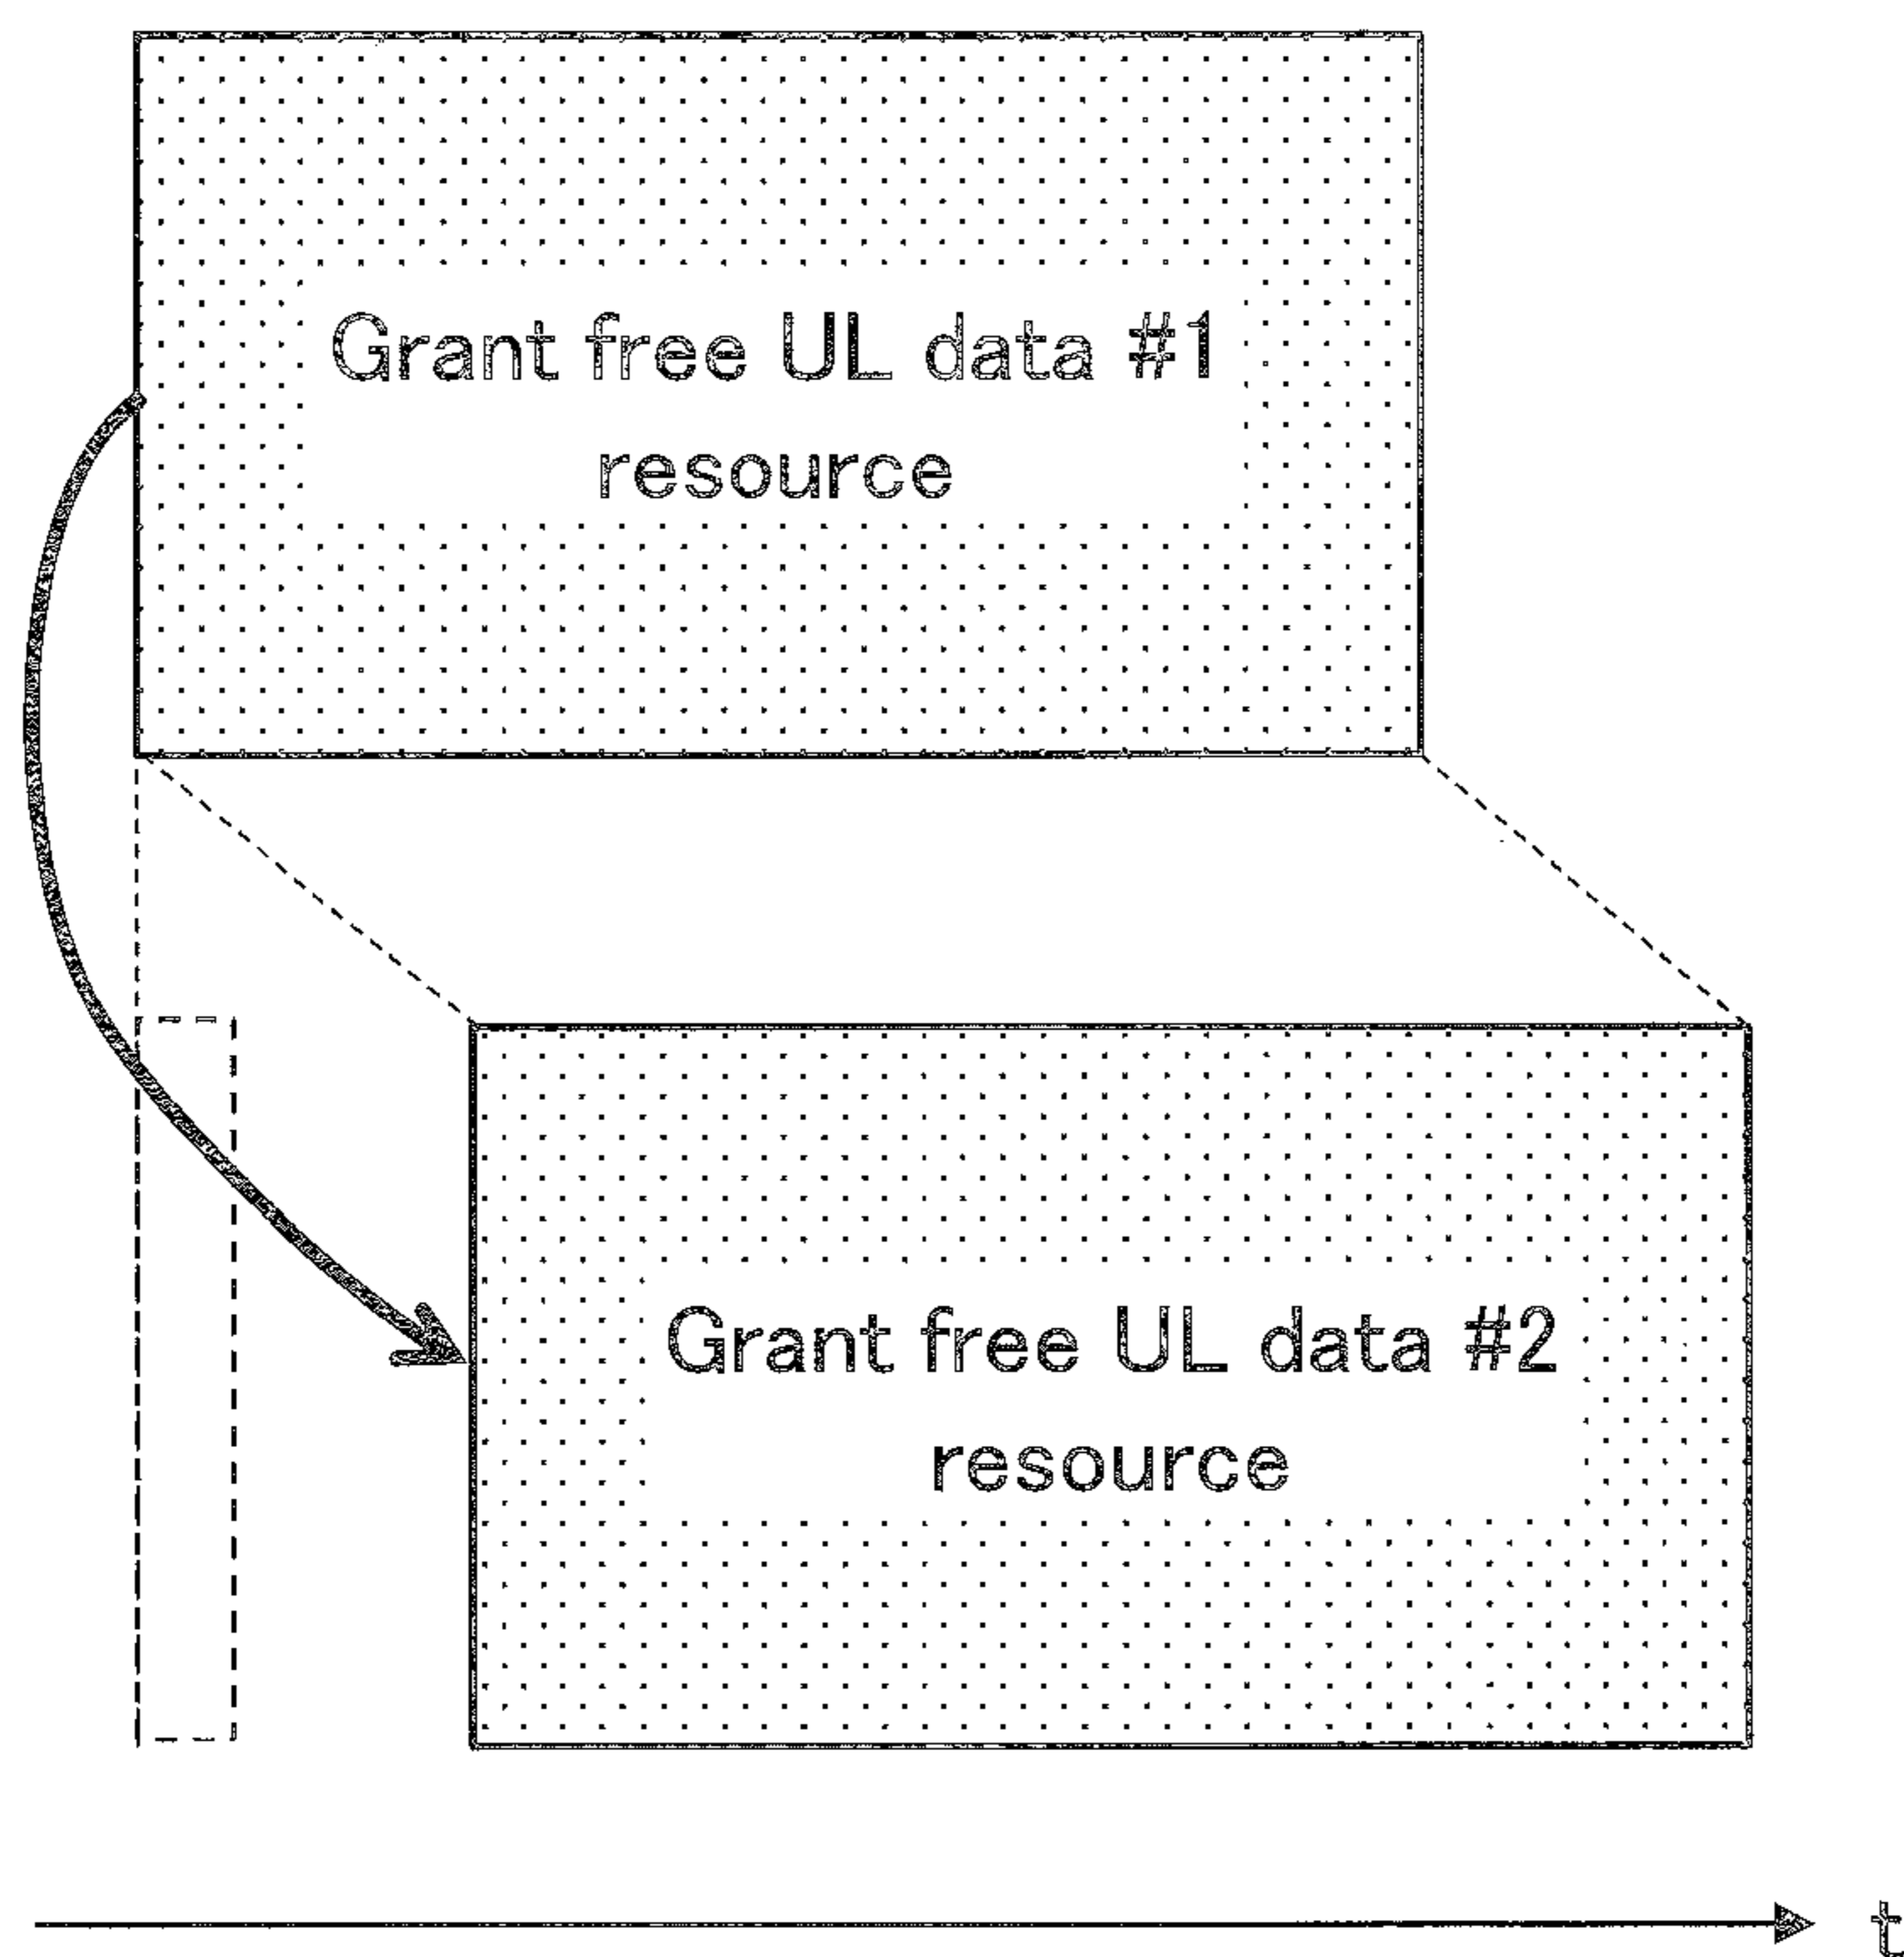 Grant free UL data #1
resource
Grant free UL data #2
resource
t